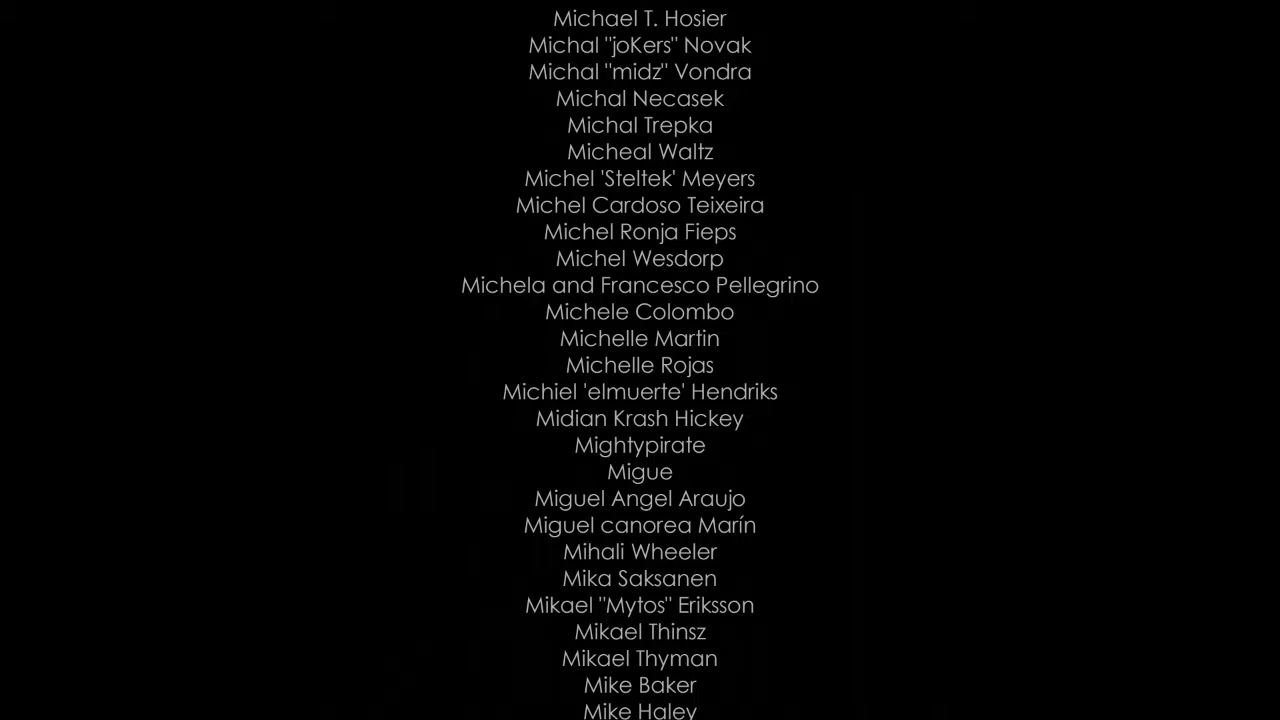 Michael T. Hosier
Michal "joKers" Novak
Michal "midz" Vondra
Michal Necasek
Michal Trepka
Micheal Waltz
Michel 'Steltek' Meyers
Michel Cardoso Teixeira
Michel Ronja Fieps
Michel Wesdorp
Michela and Francesco Pellegrino
Michele Colombo
Michelle Martin
Michelle Rojas
Michiel 'elmuerte' Hendriks
Midian Krash Hickey
Mightypirate
Migue
Miguel Angel Araujo
Miguel canorea Marín
Mihali Wheeler
Mika Saksanen
Mikael "Mytos" Eriksson
Mikael Thinsz
Mikael Thyman
Mike Baker
Mike Haley